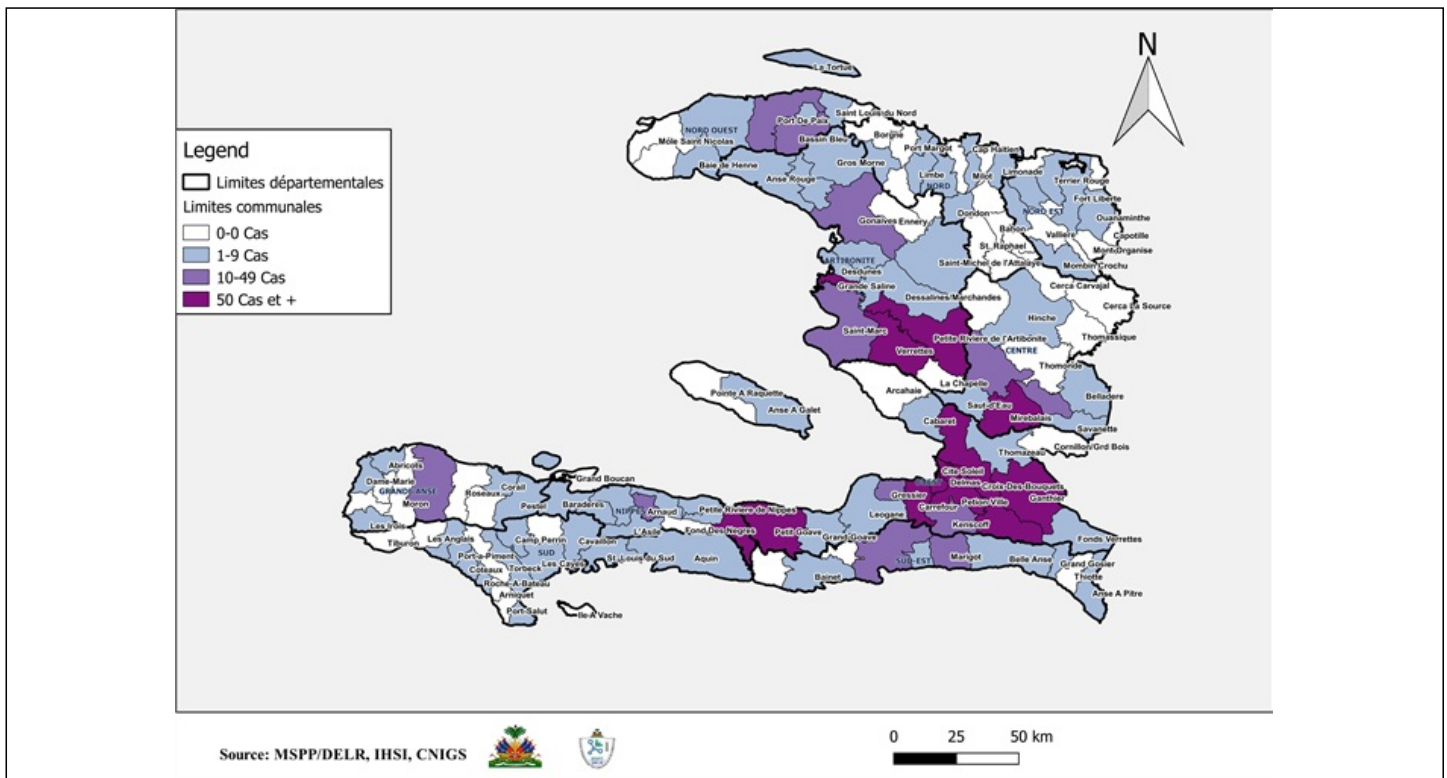 N
La Tortue
Saint Louis du Nord
Port De Paix
NORD OUEST
Borgne
Môle Saint Nicolas
Bassin Bleu
Port Margot
Cap Haitien
Baie de Henne
Gros Morne
Limbe
Milot
Limonade
Anse Rouge
NORD
Terrier Rouge
Fort Liberte
NORD EST
Ouanaminthe
Gonaives
Ennery
Dondon
Bahon
Valliere
Capotille
St. Raphael
Mont-Organise
ARTIBONITE
Saint-Michel de l'Attalaye
Mombin Crochu
Desdunes
Grande Saline
Cerca Carvajal
Dessalines/Marchandes
Cerca La Source
Hinche
Saint-Marc
Petite Riviere de l'Artibonite
Thomassique
Verrettes
CENTRE
Thomonde
La Chapelle
Arcahaie
Pointe A Raquette
Belladere
Saut-d'Eau
Anse A Galet
Mirebalais
Cabaret
Savanette
Cornillon/Grd Bois
Thomazeau
Abricots
Cite Soleil
Dame-Marie
Grand Boucan
Delmas
Croix-Des-Bouquets
GRANDE ANSE
Roseaux
Corail
Gressier
Petion Ville
Ganthier
Moron
Pestel
Baraderes
NIPPES
Arnaud
Petite Riviere de Nippes
Leogane
Carrefour
Kenscoff
Les Irois
L'Asile
Fond Des Negres
Petit Goave
Grand-Goave
Tiburon
Les Anglais
Camp Perrin
Cavaillon
Fonds Verrettes
Port-a-Piment
SUD
St. Louis du Sud
Aquin
Bainet
SUD-EST
Marigot
Belle Anse
Grand Gosier
Coteaux
Torbeck
Les Cayes
Thiotte
Roche-A-Bateau
Anse A Pitre
Arniquet
Port-Salut
Ile A Vache
Legend
Limites départementales
Limites communales
0-0 Cas
1-9 Cas
10-49 Cas
50 Cas et +
Source: MSPP/DELR, IHSI, CNIGS
0 25 50 km